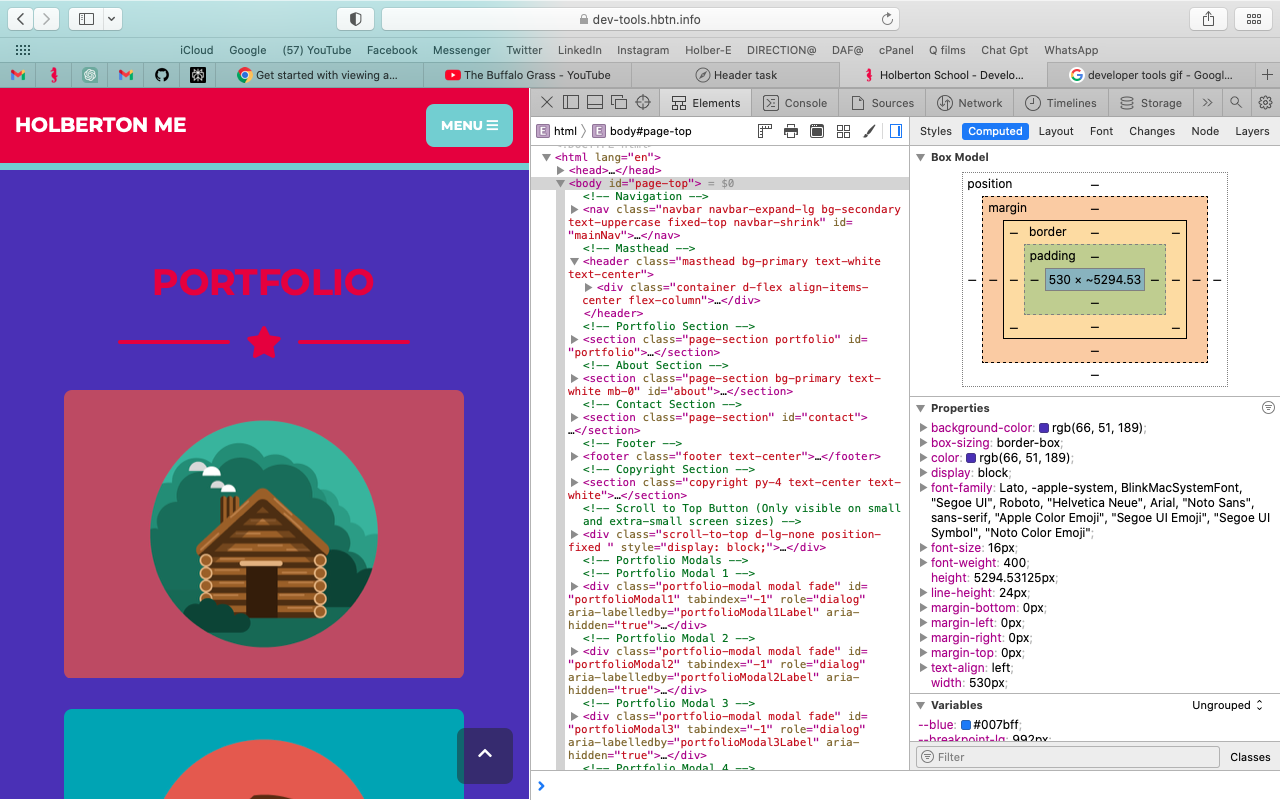 dev-tools.hbtn.info
iCloud Google (57) YouTube Facebook Messenger Twitter LinkedIn Instagram Holber-E DIRECTION@ DAF@ cPanel Q films Chat Gpt WhatsApp
Get started with viewing a... The Buffalo Grass - YouTube Header task Holberton School - Develo... developer tools gif - Googl...
HOLBERTON ME
MENU
PORTFOLIO
Elements Console Sources Network Timelines Storage
E html E body#page-top
<html lang="en">
<head>…</head>
<body id="page-top"> = $0
<!-- Navigation -->
<nav class="navbar navbar-expand-lg bg-secondary
text-uppercase fixed-top navbar-shrink" id=
"mainNav">…</nav>
<!-- Masthead -->
<header class="masthead bg-primary text-white
text-center">
<div class="container d-flex align-items-
center flex-column">…</div>
</header>
<!-- Portfolio Section -->
<section class="page-section portfolio" id=
"portfolio">…</section>
<!-- About Section -->
<section class="page-section bg-primary text-
white mb-0" id="about">…</section>
<!-- Contact Section -->
<section class="page-section" id="contact">
…</section>
<!-- Footer -->
<footer class="footer text-center">…</footer>
<!-- Copyright Section -->
<section class="copyright py-4 text-center text-
white">…</section>
<!-- Scroll to Top Button (Only visible on small
and extra-small screen sizes) -->
<div class="scroll-to-top d-lg-none position-
fixed " style="display: block;">…</div>
<!-- Portfolio Modals -->
<!-- Portfolio Modal 1 -->
<div class="portfolio-modal modal fade" id=
"portfolioModal1" tabindex="-1" role="dialog"
aria-labelledby="portfolioModal1Label" aria-
hidden="true">…</div>
<!-- Portfolio Modal 2 -->
<div class="portfolio-modal modal fade" id=
"portfolioModal2" tabindex="-1" role="dialog"
aria-labelledby="portfolioModal2Label" aria-
hidden="true">…</div>
<!-- Portfolio Modal 3 -->
<div class="portfolio-modal modal fade" id=
"portfolioModal3" tabindex="-1" role="dialog"
aria-labelledby="portfolioModal3Label" aria-
hidden="true">…</div>
<!-- Portfolio Modal 4 -->
Styles Computed Layout Font Changes Node Layers
Box Model
position –
margin –
– border – –
padding –
– – – – 530 × ~5294.53 – – – –
–
– – –
–
–
Properties
background-color: rgb(66, 51, 189);
box-sizing: border-box;
color: rgb(66, 51, 189);
display: block;
font-family: Lato, -apple-system, BlinkMacSystemFont,
"Segoe UI", Roboto, "Helvetica Neue", Arial, "Noto Sans",
sans-serif, "Apple Color Emoji", "Segoe UI Emoji", "Segoe UI
Symbol", "Noto Color Emoji";
font-size: 16px;
font-weight: 400;
height: 5294.53125px;
line-height: 24px;
margin-bottom: 0px;
margin-left: 0px;
margin-right: 0px;
margin-top: 0px;
text-align: left;
width: 530px;
Variables Ungrouped
--blue: #007bff;
--breakpoint-lg: 992px;
Filter Classes